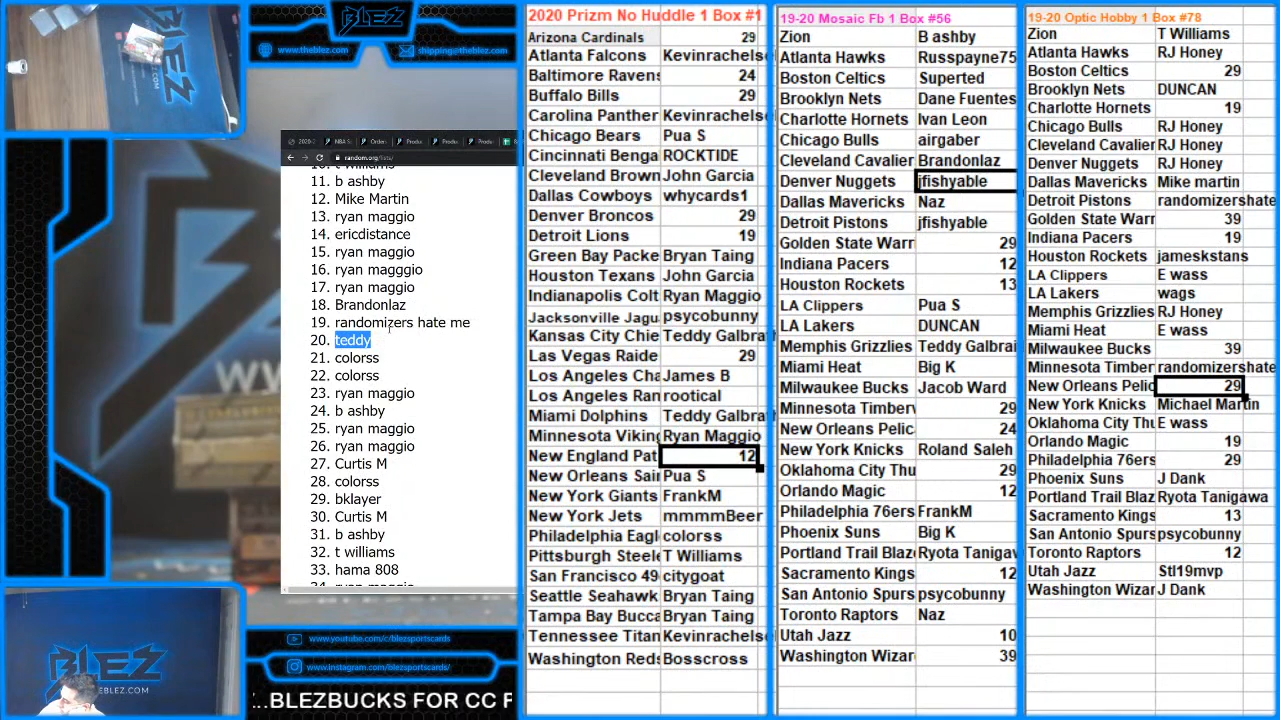 BLEZ
www.theblez.com
shipping@theblez.com
random.org/lists/
11. b ashby
12. Mike Martin
13. ryan maggio
14. ericdistance
15. ryan maggio
16. ryan magggio
17. ryan maggio
18. Brandonlaz
19. randomizers hate me
20. teddy
21. colorss
22. colorss
23. ryan maggio
24. b ashby
25. ryan maggio
26. ryan maggio
27. Curtis M
28. colorss
29. bklayer
30. Curtis M
31. b ashby
32. t williams
33. hama 808
34. ryan maggio
BLEZ
www.youtube.com/c/blezsportscards
www.Instagram.com/blezsportscards/
...BLEZBUCKS FOR CC F
2020 Prizm No Huddle 1 Box #1
Arizona Cardinals 29
Atlanta Falcons Kevinrachelse
Baltimore Ravens 24
Buffalo Bills 29
Carolina Panther Kevinrachelse
Chicago Bears Pua S
Cincinnati Benga ROCKTIDE
Cleveland Brown John Garcia
Dallas Cowboys whycards1
Denver Broncos 29
Detroit Lions 19
Green Bay Packe Bryan Taing
Houston Texans John Garcia
Indianapolis Colt Ryan Maggio
Jacksonville Jagu psycobunny
Kansas City Chie Teddy Galbrat
Las Vegas Raide 29
Los Angeles Cha James B
Los Angeles Ran rootical
Miami Dolphins Teddy Galbrat
Minnesota Viking Ryan Maggio
New England Pat 12
New Orleans Sai Pua S
New York Giants FrankM
New York Jets mmmmBeer
Philadelphia Eagl colorss
Pittsburgh Steele T Williams
San Francisco 49 citygoat
Seattle Seahawk Bryan Taing
Tampa Bay Bucca Bryan Taing
Tennessee Titan Kevinrachelse
Washington Reds Bosscross
19-20 Mosaic Fb 1 Box #56
Zion B ashby
Atlanta Hawks Russpayne75
Boston Celtics Superted
Brooklyn Nets Dane Fuentes
Charlotte Hornets Ivan Leon
Chicago Bulls airgaber
Cleveland Cavalier Brandonlaz
Denver Nuggets jfishyable
Dallas Mavericks Naz
Detroit Pistons jfishyable
Golden State Warri 29
Indiana Pacers 12
Houston Rockets 13
LA Clippers Pua S
LA Lakers DUNCAN
Memphis Grizzlies Teddy Galbrai
Miami Heat Big K
Milwaukee Bucks Jacob Ward
Minnesota Timberv 29
New Orleans Pelic 24
New York Knicks Roland Saleh
Oklahoma City Thu 29
Orlando Magic 12
Philadelphia 76ers FrankM
Phoenix Suns Big K
Portland Trail Blaze Ryota Tanigaw
Sacramento Kings 12
San Antonio Spurs psycobunny
Toronto Raptors Naz
Utah Jazz 10
Washington Wizar 39
19-20 Optic Hobby 1 Box #78
Zion T Williams
Atlanta Hawks RJ Honey
Boston Celtics 29
Brooklyn Nets DUNCAN
Charlotte Hornets 19
Chicago Bulls RJ Honey
Cleveland Cavalier RJ Honey
Denver Nuggets RJ Honey
Dallas Mavericks Mike martin
Detroit Pistons randomizershate
Golden State Warr 39
Indiana Pacers 19
Houston Rockets jameskstans
LA Clippers E wass
LA Lakers wags
Memphis Grizzlies RJ Honey
Miami Heat E wass
Milwaukee Bucks 39
Minnesota Timber randomizershate
New Orleans Pelic 29
New York Knicks Michael Martin
Oklahoma City Thu E wass
Orlando Magic 19
Philadelphia 76ers 29
Phoenix Suns J Dank
Portland Trail Blaz Ryota Tanigawa
Sacramento Kings 13
San Antonio Spurs psycobunny
Toronto Raptors 12
Utah Jazz Stl19mvp
Washington Wizar J Dank